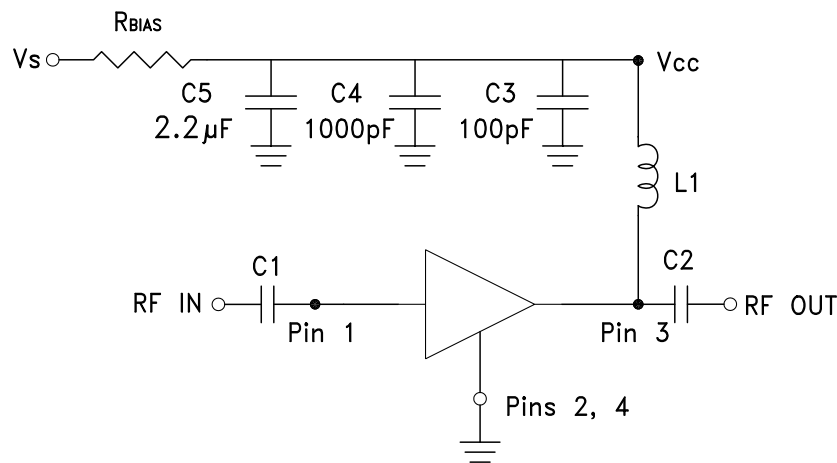 RBIAS
Vs
Vcc
C5
2.2µF
C4
1000pF
C3
100pF
L1
C1
C2
RF IN
RF OUT
Pin 1
Pin 3
Pins 2, 4